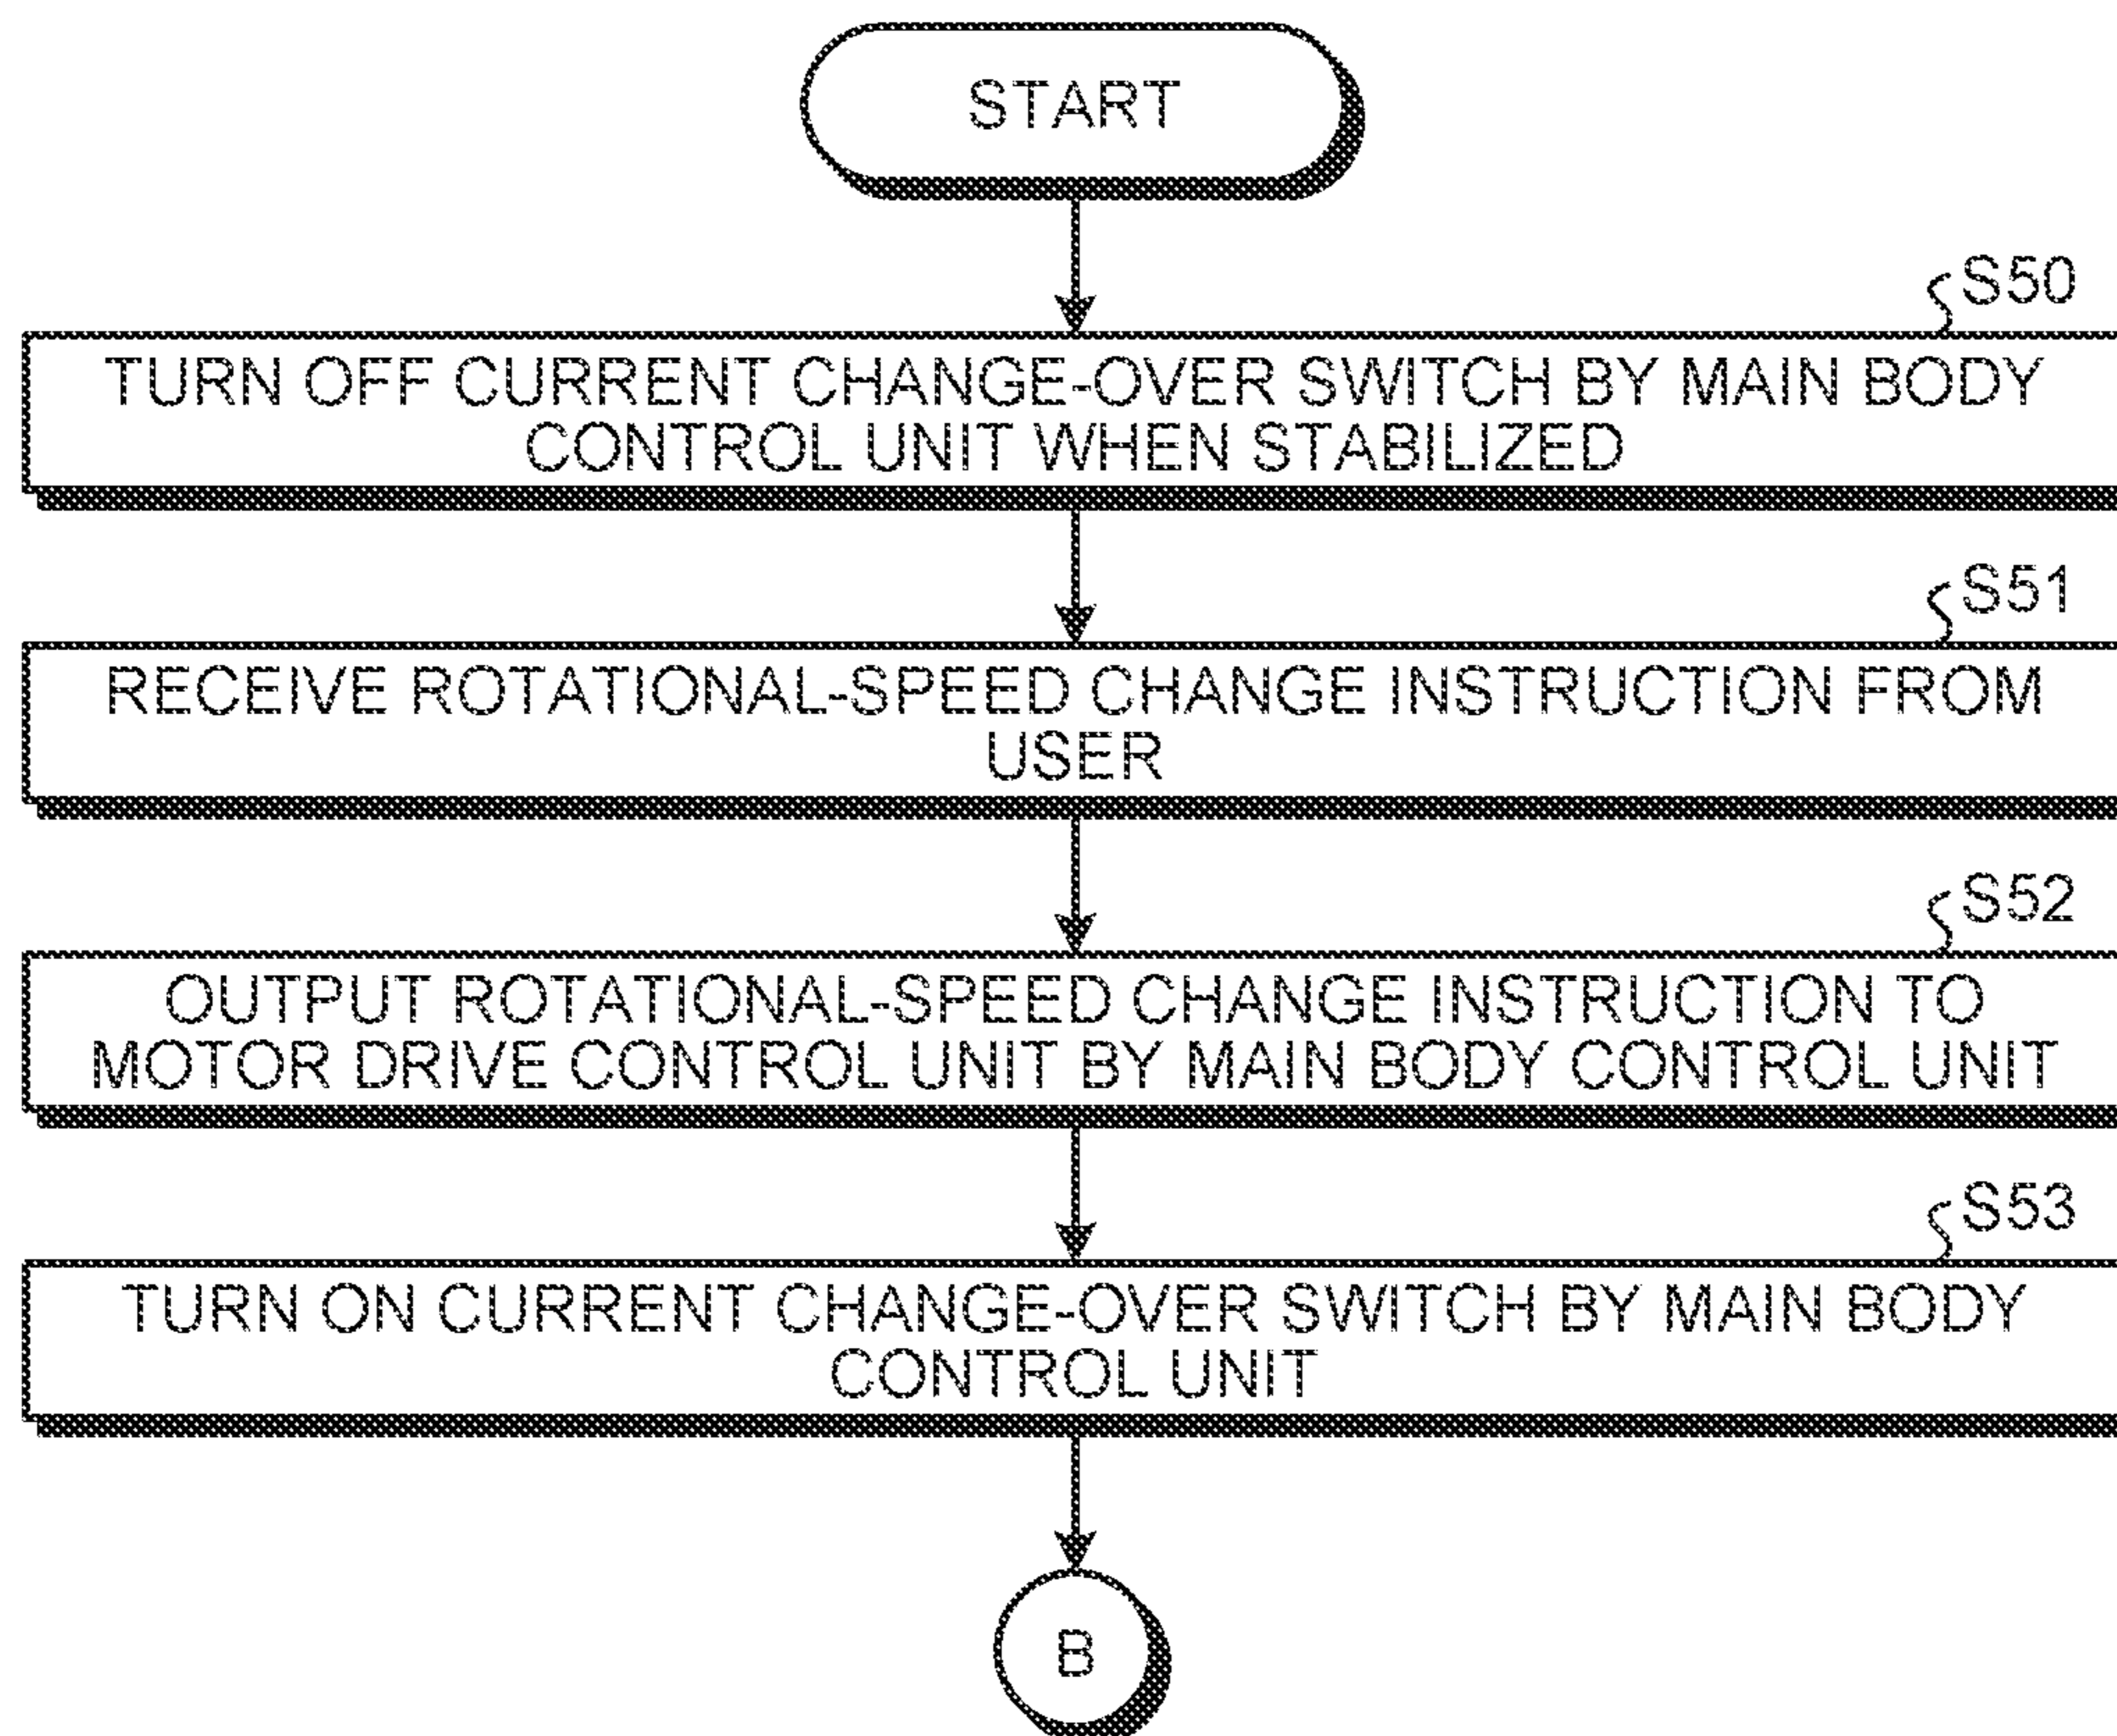 START
S50
TURN OFF CURRENT CHANGE-OVER SWITCH BY MAIN BODY
CONTROL UNIT WHEN STABILIZED
S51
RECEIVE ROTATIONAL-SPEED CHANGE INSTRUCTION FROM
USER
S52
OUTPUT ROTATIONAL-SPEED CHANGE INSTRUCTION TO
MOTOR DRIVE CONTROL UNIT BY MAIN BODY CONTROL UNIT
S53
TURN ON CURRENT CHANGE-OVER SWITCH BY MAIN BODY
CONTROL UNIT
B